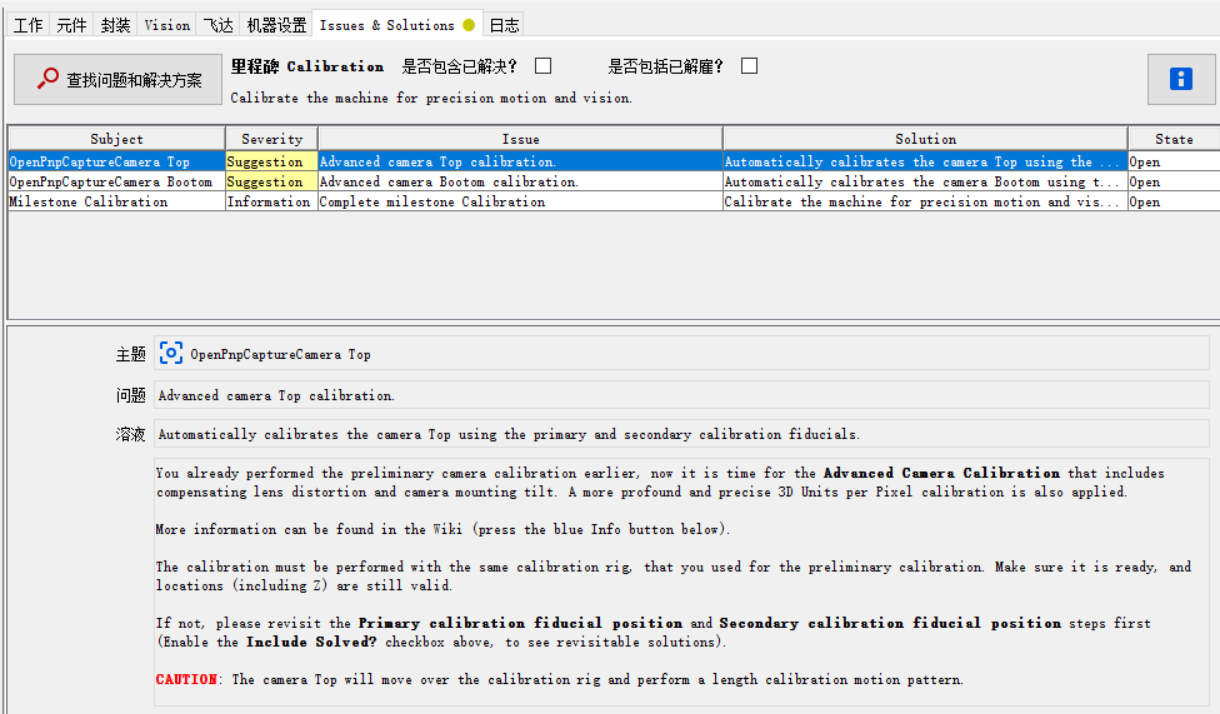 工作 元件 封装 Vision 飞达 机器设置 Issues & Solutions 日志
查找问题和解决方案
里程碑 Calibration 是否包含已解决? 是否包括已解雇?
Calibrate the machine for precision motion and vision.
Subject Severity Issue Solution State
OpenPnpCaptureCamera Top Suggestion Advanced camera Top calibration. Automatically calibrates the camera Top using the ... Open
OpenPnpCaptureCamera Bootom Suggestion Advanced camera Bootom calibration. Automatically calibrates the camera Bootom using t... Open
Milestone Calibration Information Complete milestone Calibration Calibrate the machine for precision motion and vis... Open
主题 OpenPnpCaptureCamera Top
问题 Advanced camera Top calibration.
溶液 Automatically calibrates the camera Top using the primary and secondary calibration fiducials.
You already performed the preliminary camera calibration earlier, now it is time for the Advanced Camera Calibration that includes
compensating lens distortion and camera mounting tilt. A more profound and precise 3D Units per Pixel calibration is also applied.
More information can be found in the Wiki (press the blue Info button below).
The calibration must be performed with the same calibration rig, that you used for the preliminary calibration. Make sure it is ready, and
locations (including Z) are still valid.
If not, please revisit the Primary calibration fiducial position and Secondary calibration fiducial position steps first
(Enable the Include Solved? checkbox above, to see revisitable solutions).
CAUTION: The camera Top will move over the calibration rig and perform a length calibration motion pattern.